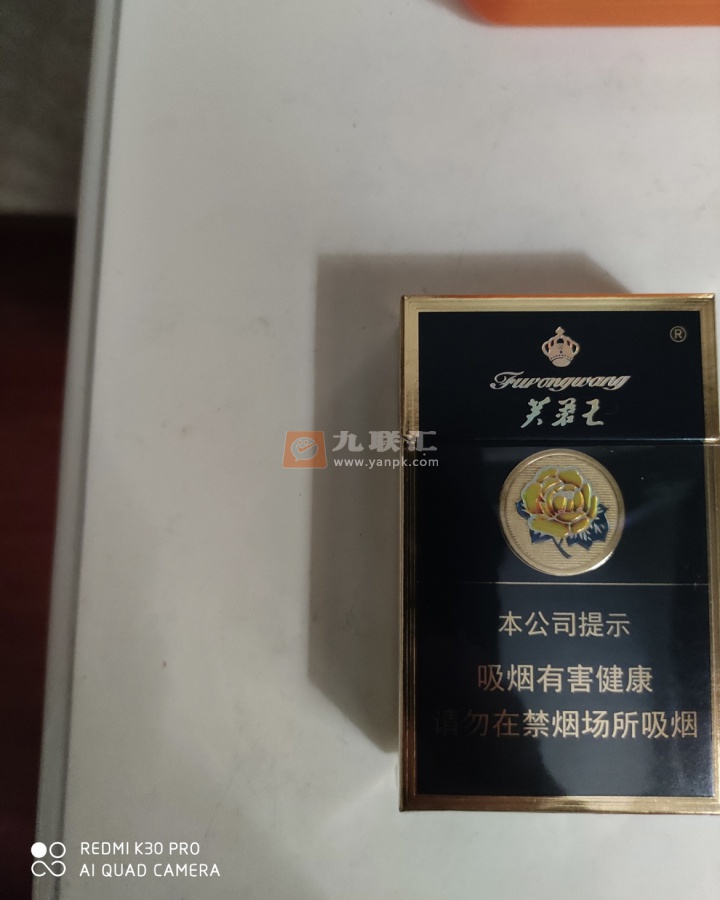 ®
Furongwang
芙蓉王
九联汇
www.yanpk.com
本公司提示
吸烟有害健康
请勿在禁烟场所吸烟
REDMI K30 PRO
AI QUAD CAMERA